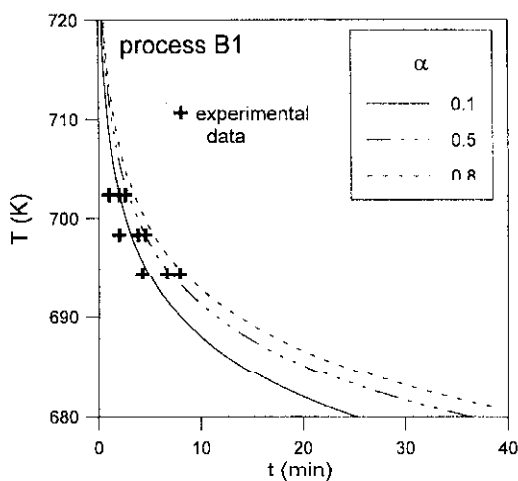 720
process B1
α
+ experimental
data
0.1
0.5
0.8
710
T (K)
700
690
680
0
10
20
30
40
t (min)